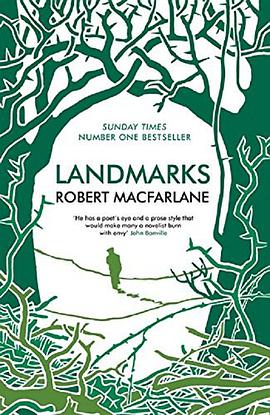 SUNDAY TIMES
NUMBER ONE BESTSELLER
LANDMARKS
ROBERT MACFARLANE
'He has a poet's eye and a prose style that
would make many a novelist burn
with envy' John Banville